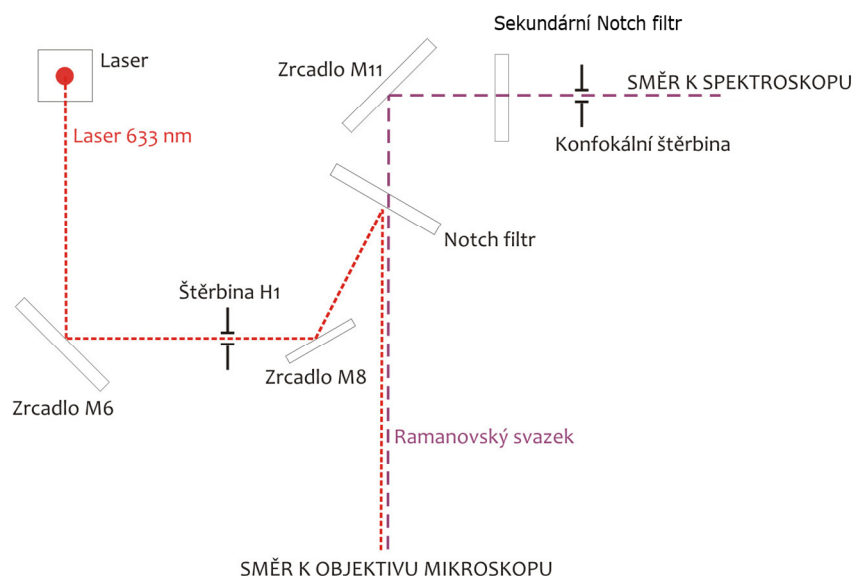 Sekundární Notch filtr
Laser
Zrcadlo M11
SMĚR K SPEKTROSKOPU
Laser 633 nm
Konfokální štěrbina
Notch filtr
Štěrbina H1
Zrcadlo M8
Zrcadlo M6
Ramanovský svazek
SMĚR K OBJEKTIVU MIKROSKOPU